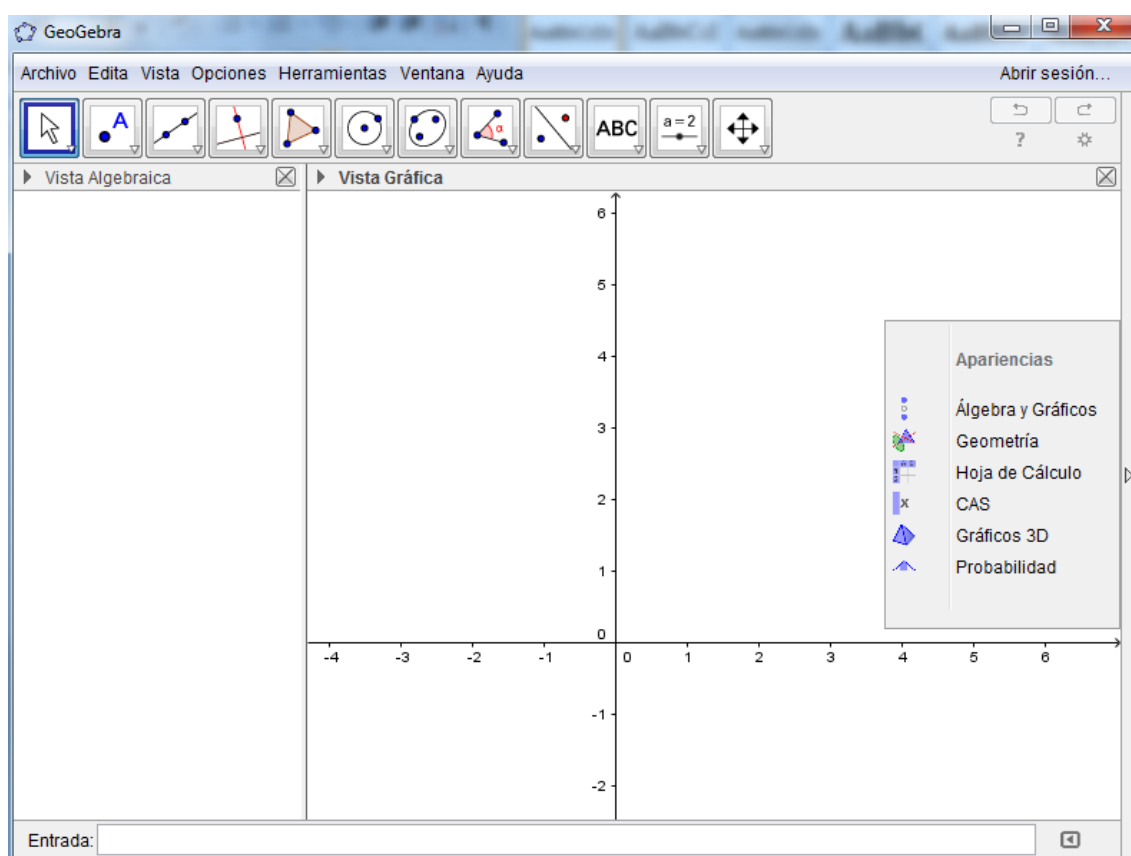 GeoGebra
Archivo Edita Vista Opciones Herramientas Ventana Ayuda Abrir sesión...
A α ABC a=2 ?
Vista Algebraica Vista Gráfica
6
5
4
3
2
1
0
-4 -3 -2 -1 0 1 2 3 4 5 6
-1
-2
Apariencias
Álgebra y Gráficos
Geometría
Hoja de Cálculo
x CAS
Gráficos 3D
Probabilidad
Entrada: